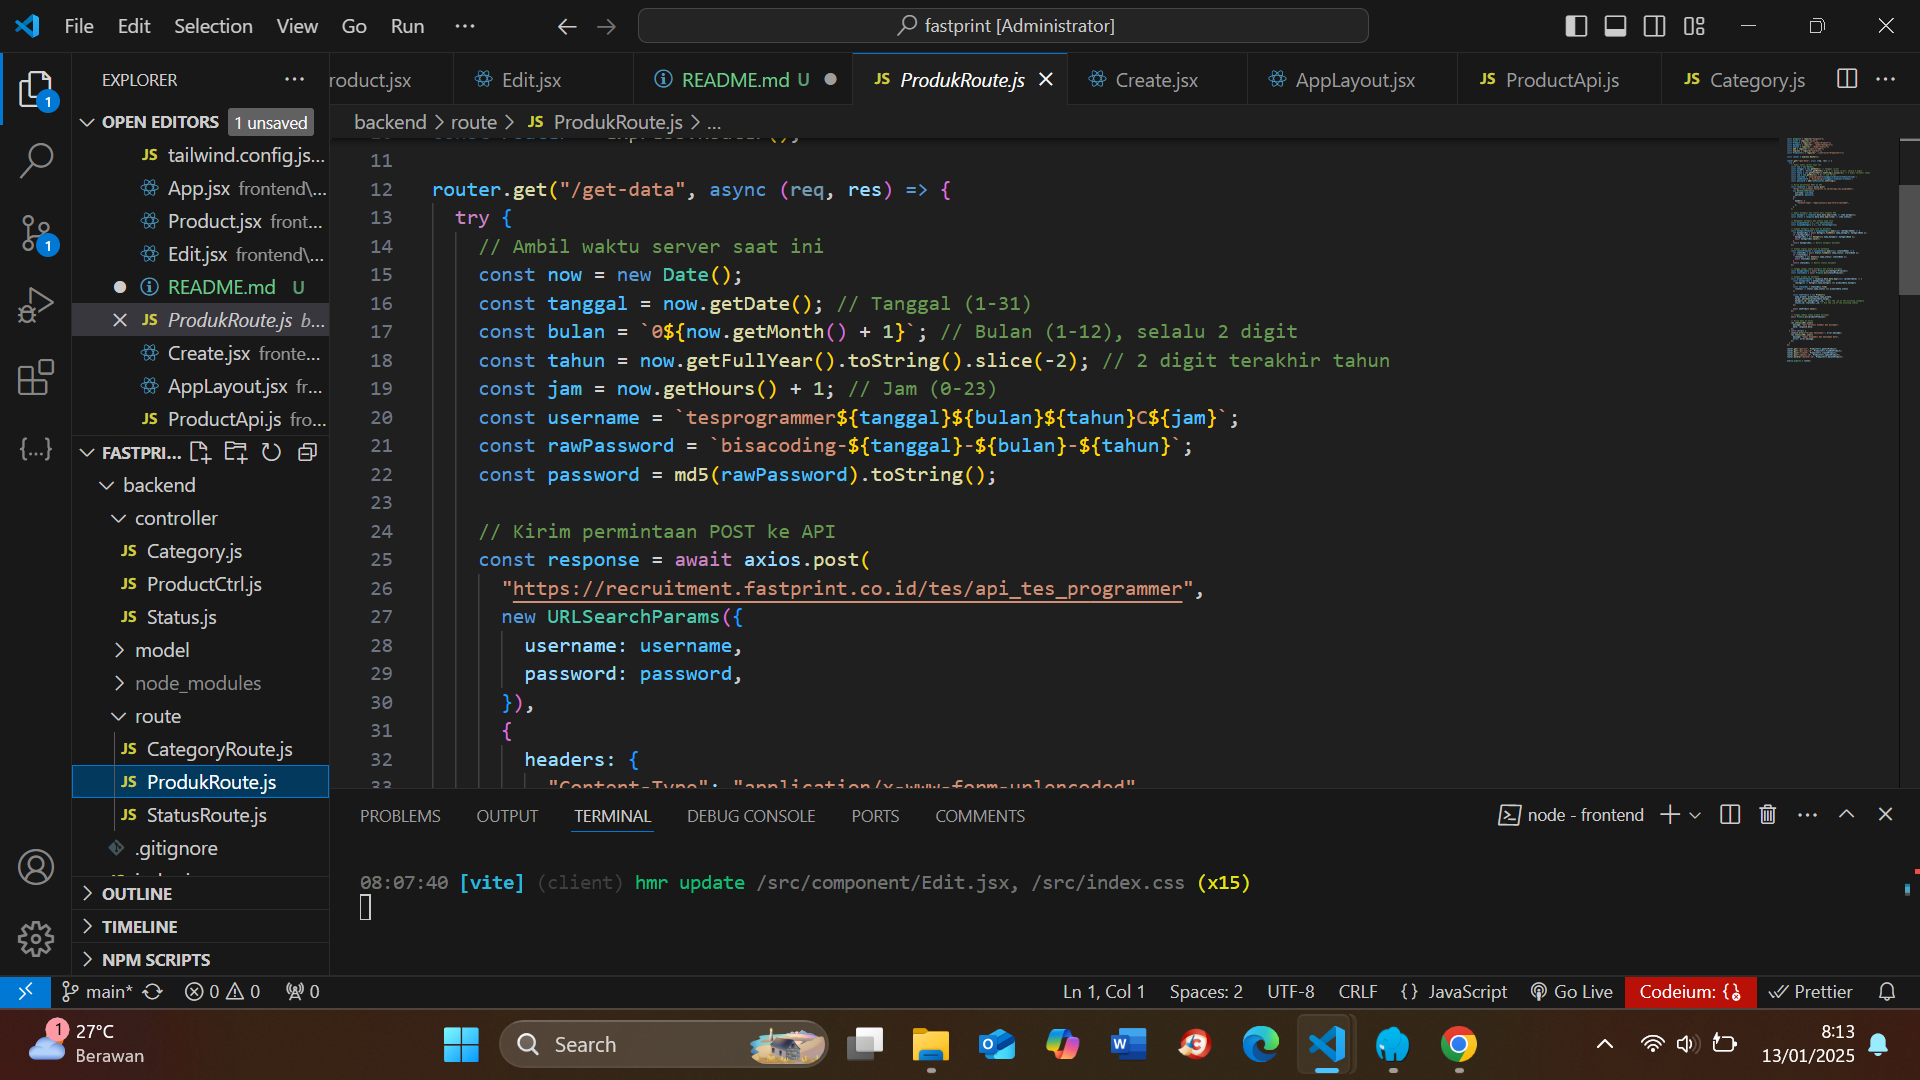 File Edit Selection View Go Run ···
fastprint [Administrator]
EXPLORER
OPEN EDITORS 1 unsaved
JS tailwind.config.js...
App.jsx frontend\...
Product.jsx front...
Edit.jsx frontend\...
README.md U
JS ProdukRoute.js b...
Create.jsx fronte...
AppLayout.jsx fr...
JS ProductApi.js fro...
FASTPRI...
backend
controller
JS Category.js
JS ProductCtrl.js
JS Status.js
model
node_modules
route
JS CategoryRoute.js
JS ProdukRoute.js
JS StatusRoute.js
.gitignore
OUTLINE
TIMELINE
NPM SCRIPTS
1
1
roduct.jsx Edit.jsx README.md U JS ProdukRoute.js Create.jsx AppLayout.jsx JS ProductApi.js JS Category.js
backend > route > JS ProdukRoute.js > ...
11
12 router.get("/get-data", async (req, res) => {
13 try {
14 // Ambil waktu server saat ini
15 const now = new Date();
16 const tanggal = now.getDate(); // Tanggal (1-31)
17 const bulan = `0${now.getMonth() + 1}`; // Bulan (1-12), selalu 2 digit
18 const tahun = now.getFullYear().toString().slice(-2); // 2 digit terakhir tahun
19 const jam = now.getHours() + 1; // Jam (0-23)
20 const username = `tesprogrammer${tanggal}${bulan}${tahun}C${jam}`;
21 const rawPassword = `bisacoding-${tanggal}-${bulan}-${tahun}`;
22 const password = md5(rawPassword).toString();
23
24 // Kirim permintaan POST ke API
25 const response = await axios.post(
26 "https://recruitment.fastprint.co.id/tes/api_tes_programmer",
27 new URLSearchParams({
28 username: username,
29 password: password,
30 }),
31 {
32 headers: {
33 "Content-Type": "application/x-www-form-urlencoded"
PROBLEMS OUTPUT TERMINAL DEBUG CONSOLE PORTS COMMENTS
node - frontend
08:07:40 [vite] (client) hmr update /src/component/Edit.jsx, /src/index.css (x15)
main* 0 0 0
Ln 1, Col 1 Spaces: 2 UTF-8 CRLF {} JavaScript Go Live Codeium: {} Prettier
1
27°C
Berawan
Search
8:13
13/01/2025